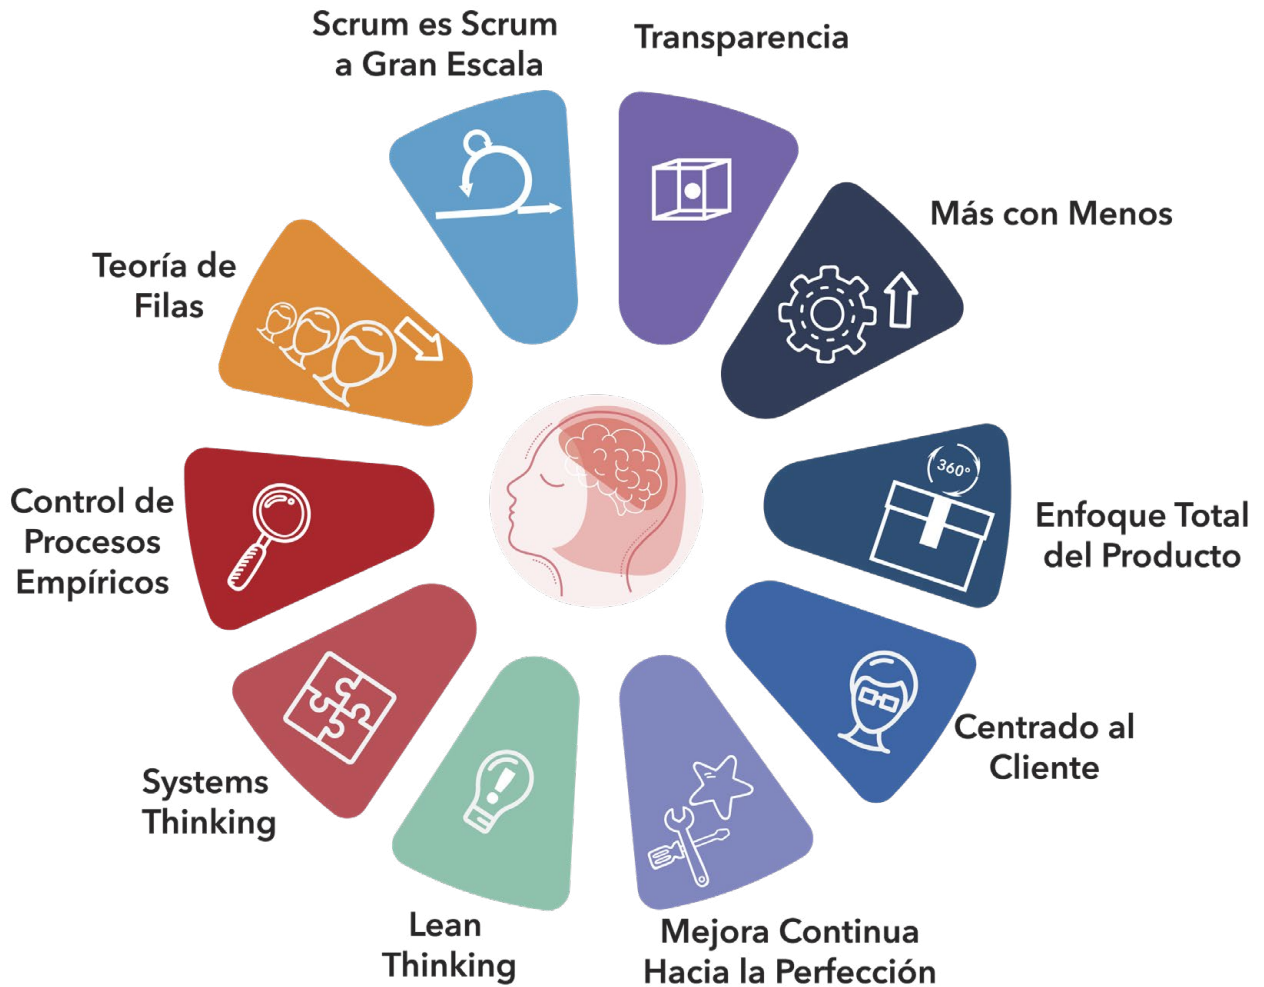 Scrum es Scrum
a Gran Escala
Transparencia
Más con Menos
Teoría de
Filas
360°
Control de
Procesos
Empíricos
Enfoque Total
del Producto
Centrado al
Cliente
Systems
Thinking
Lean
Thinking
Mejora Continua
Hacia la Perfección